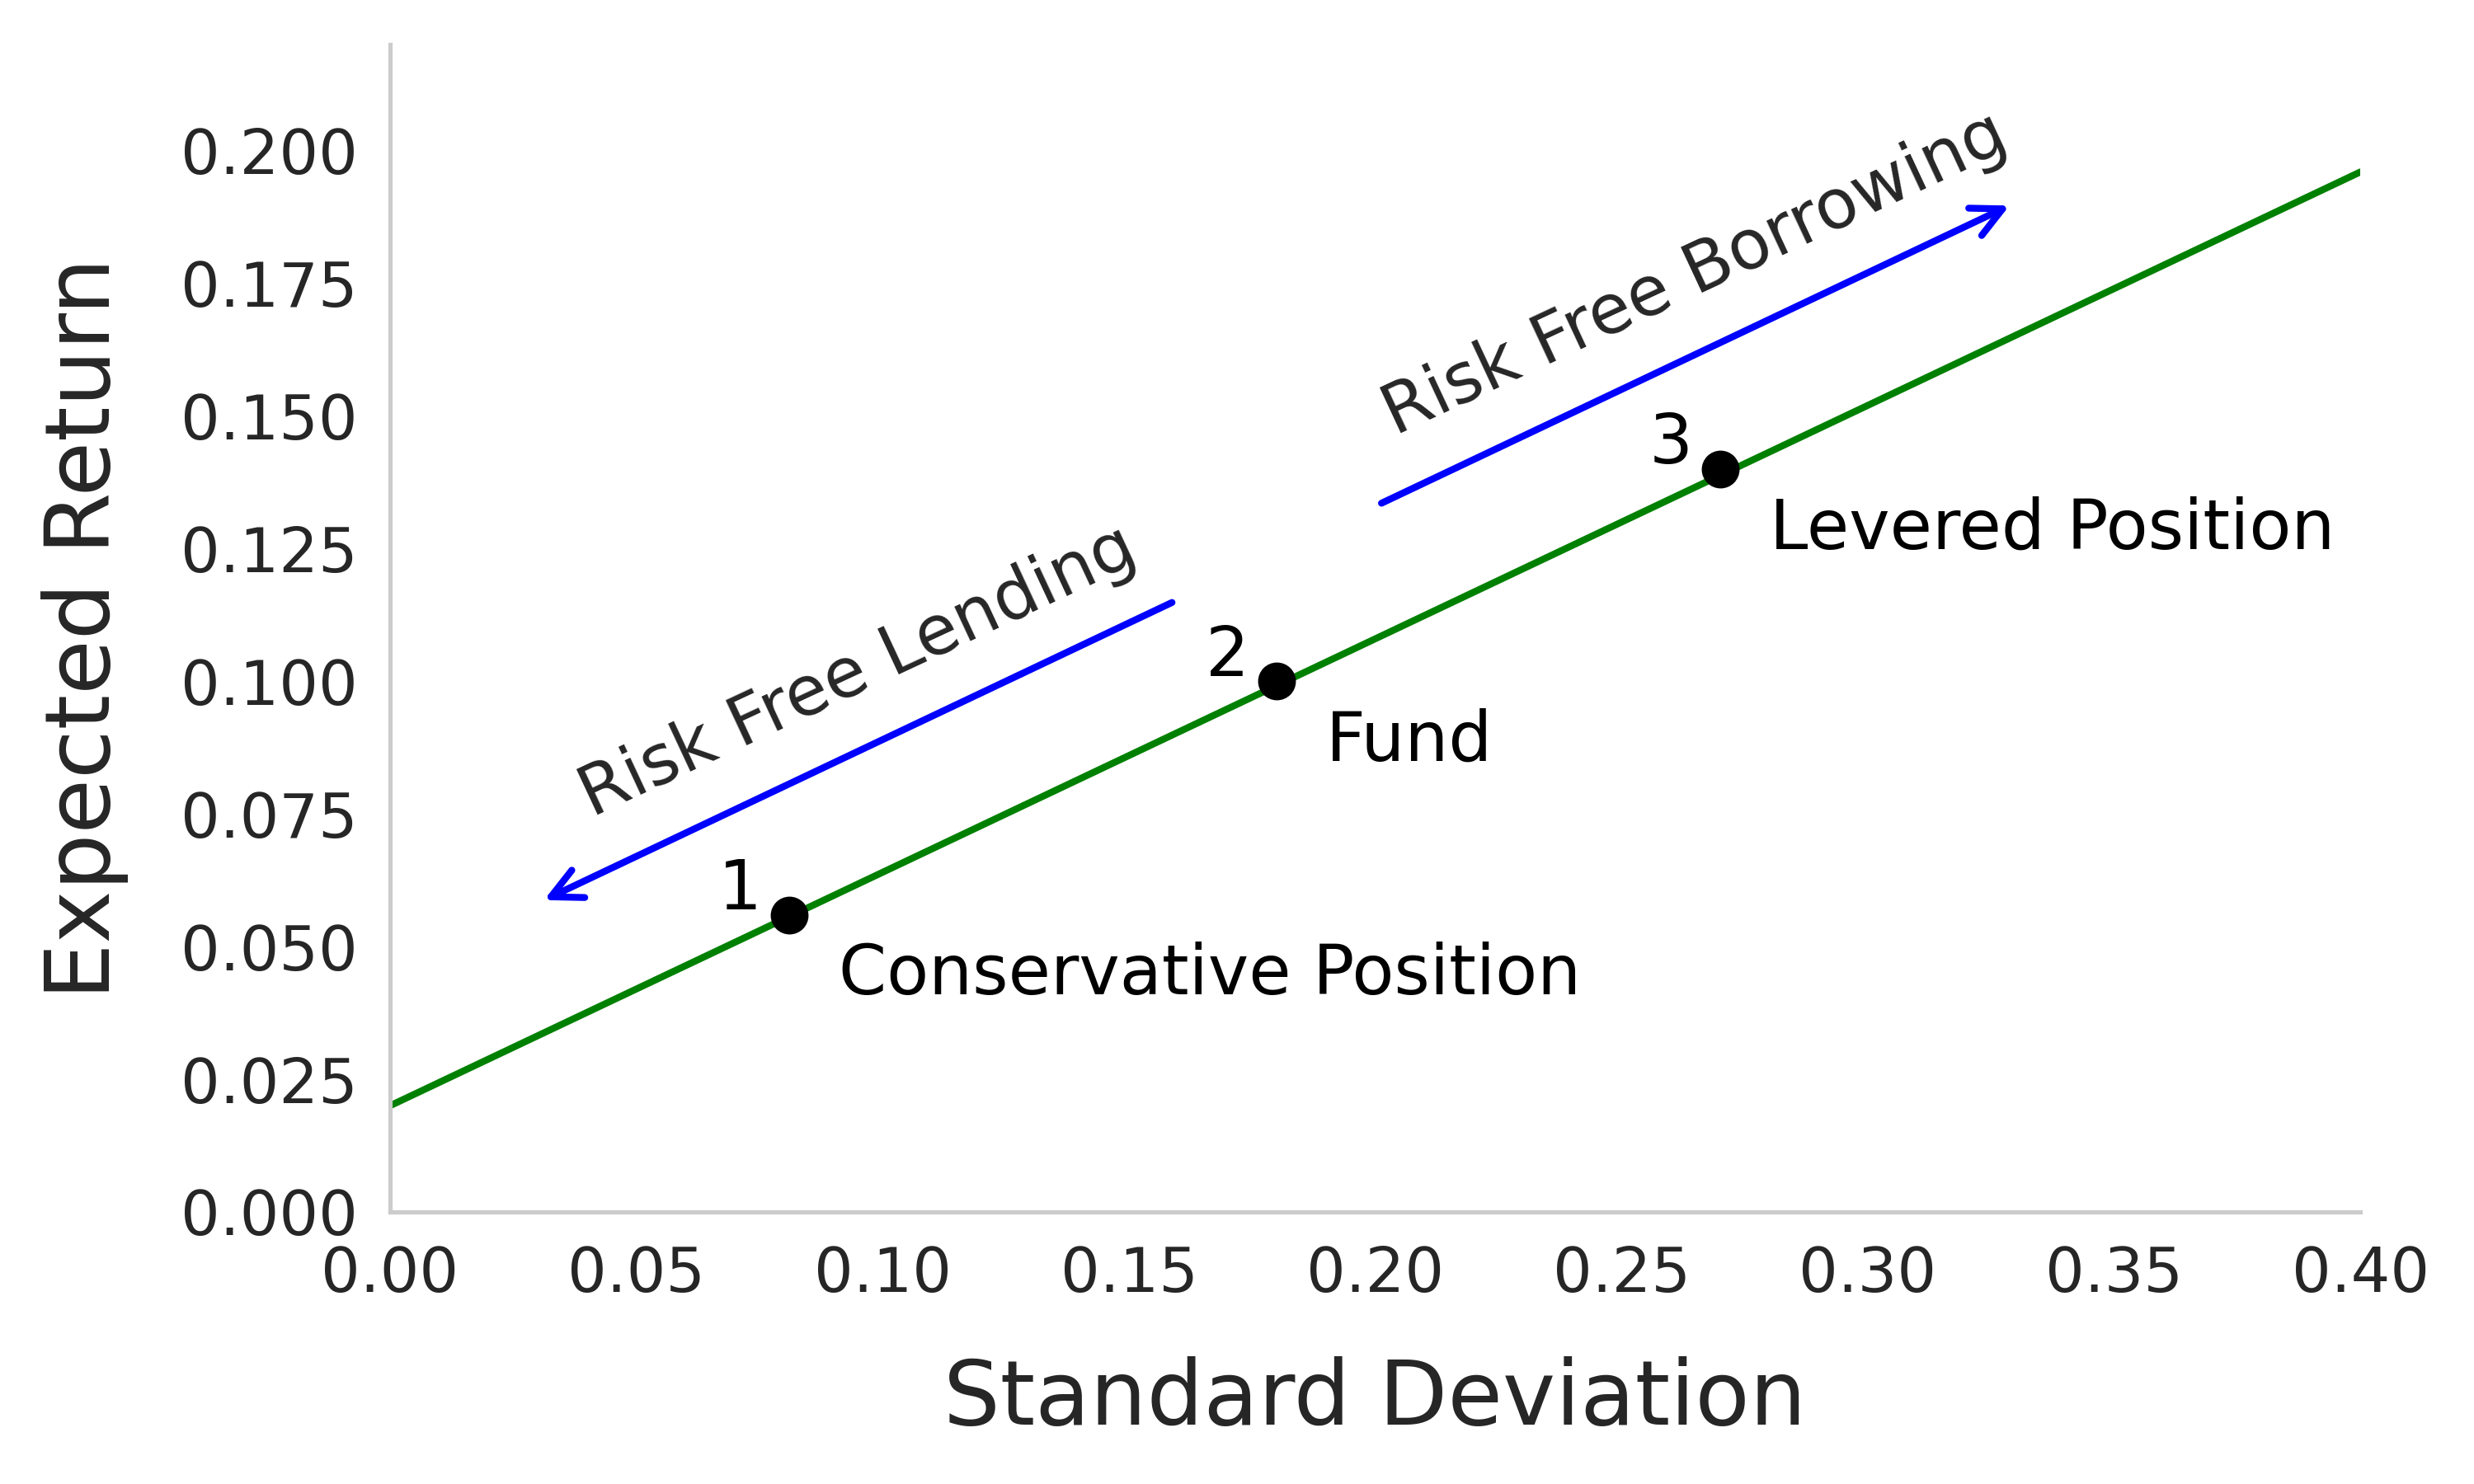 Expected Return
0.200
0.175
0.150
0.125
0.100
0.075
0.050
0.025
0.000
Risk Free Borrowing
3
Levered Position
Risk Free Lending
2
Fund
1
Conservative Position
0.00 0.05 0.10 0.15 0.20 0.25 0.30 0.35 0.40
Standard Deviation